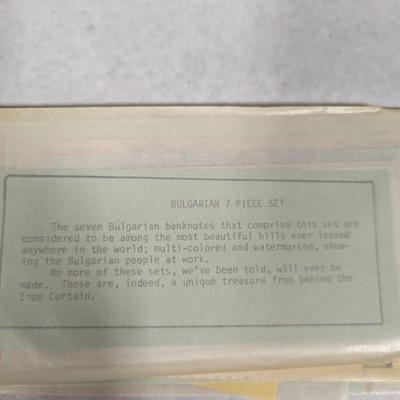 BULGARIAN 7 PIECE SET
The seven Bulgarian banknotes that comprise this set are
considered to be among the most beautiful bills ever issued
anywhere in the world; multi-colored and watermarked, show-
ing the Bulgarian people at work.
No more of these sets, we've been told, will ever be
made. These are, indeed, a unique treasure from behind the
Iron Curtain.